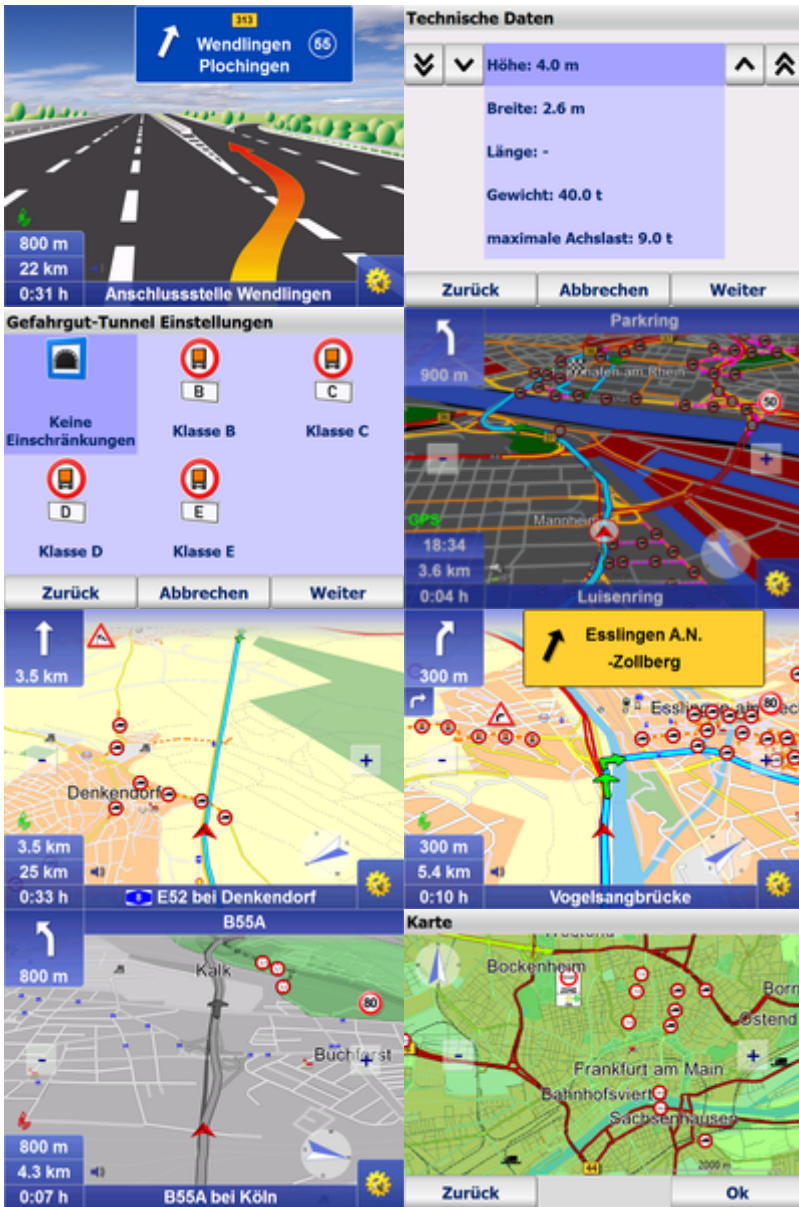 313
Wendlingen 55
Plochingen
800 m
22 km
0:31 h Anschlussstelle Wendlingen
Technische Daten
Höhe: 4.0 m
Breite: 2.6 m
Länge: -
Gewicht: 40.0 t
maximale Achslast: 9.0 t
Zurück Abbrechen Weiter
Gefahrgut-Tunnel Einstellungen
B
C
Keine
Einschränkungen
Klasse B
Klasse C
D
E
Klasse D
Klasse E
Zurück Abbrechen Weiter
Parkring
900 m
50
-
+
GPS
Mannheim
18:34
3.6 km
0:04 h Luisenring
3.5 km
-
+
Denkendorf
3.5 km
25 km
0:33 h E52 bei Denkendorf
Esslingen A.N.
-Zollberg
300 m
80
-
+
300 m
5.4 km
0:10 h Vogelsangbrücke
B55A
800 m
Kalk
80
-
+
Buchforst
800 m
4.3 km
0:07 h B55A bei Köln
Karte
Bockenheim
Born
Ostend
-
+
Frankfurt am Main
Bahnhofsviert
Sachsenhausen
44
2000 m
Zurück Ok